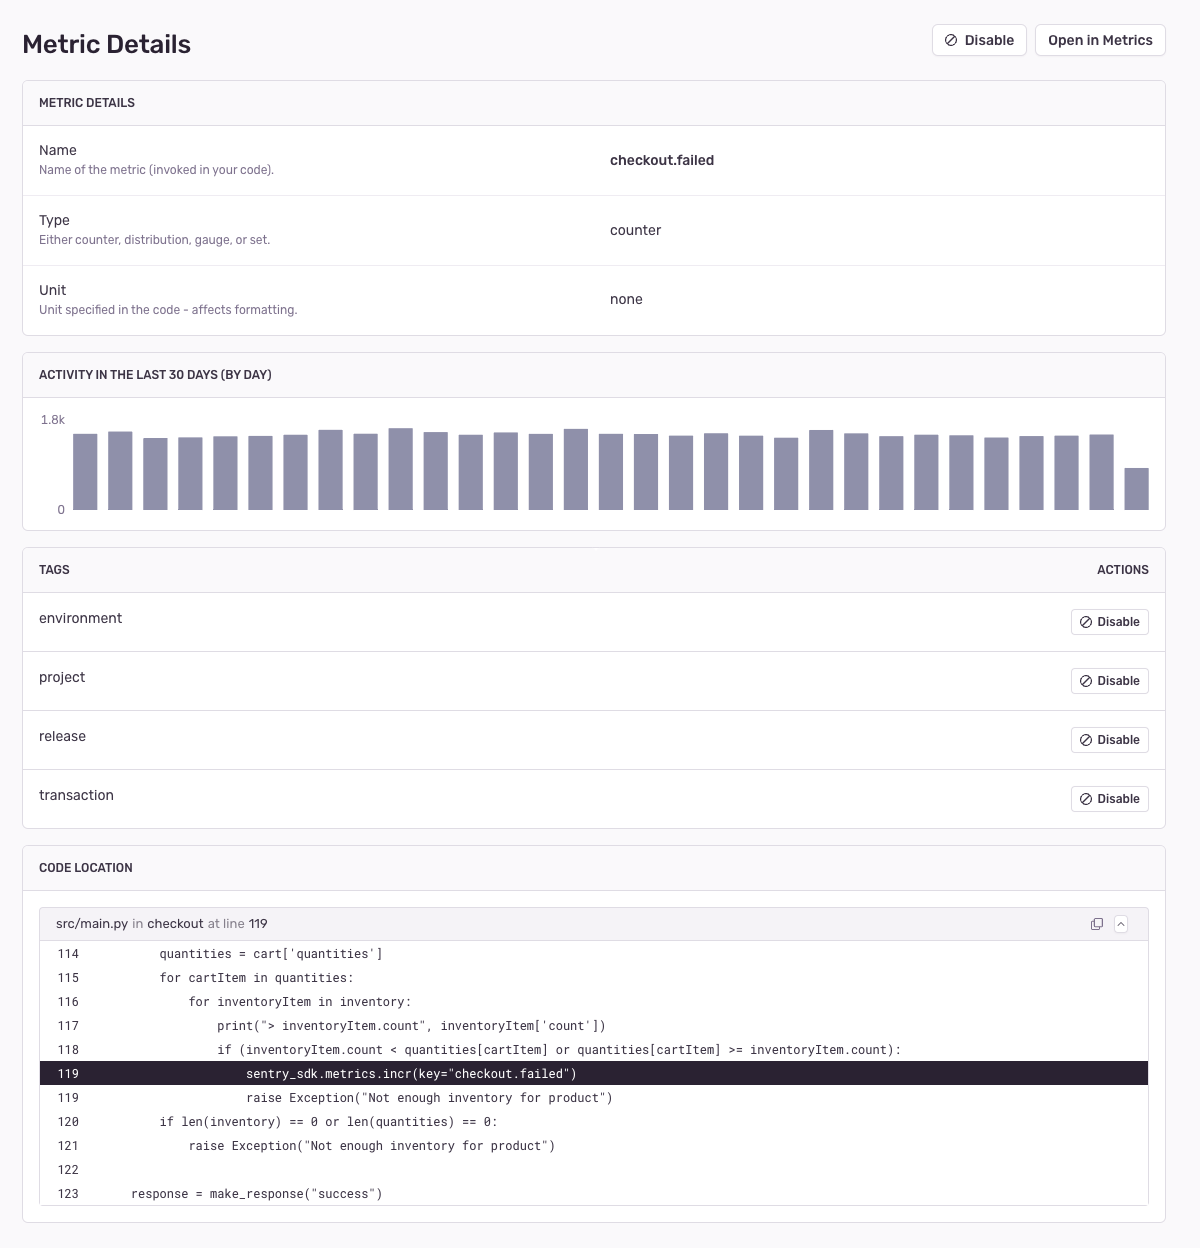 Metric Details
Disable
Open in Metrics
METRIC DETAILS
Name
Name of the metric (invoked in your code).
checkout.failed
Type
Either counter, distribution, gauge, or set.
counter
Unit
Unit specified in the code - affects formatting.
none
ACTIVITY IN THE LAST 30 DAYS (BY DAY)
1.8k
0
TAGS ACTIONS
environment Disable
project Disable
release Disable
transaction Disable
CODE LOCATION
src/main.py in checkout at line 119
114 quantities = cart['quantities']
115 for cartItem in quantities:
116 for inventoryItem in inventory:
117 print("> inventoryItem.count", inventoryItem['count'])
118 if (inventoryItem.count < quantities[cartItem] or quantities[cartItem] >= inventoryItem.count):
119 sentry_sdk.metrics.incr(key="checkout.failed")
119 raise Exception("Not enough inventory for product")
120 if len(inventory) == 0 or len(quantities) == 0:
121 raise Exception("Not enough inventory for product")
122
123 response = make_response("success")